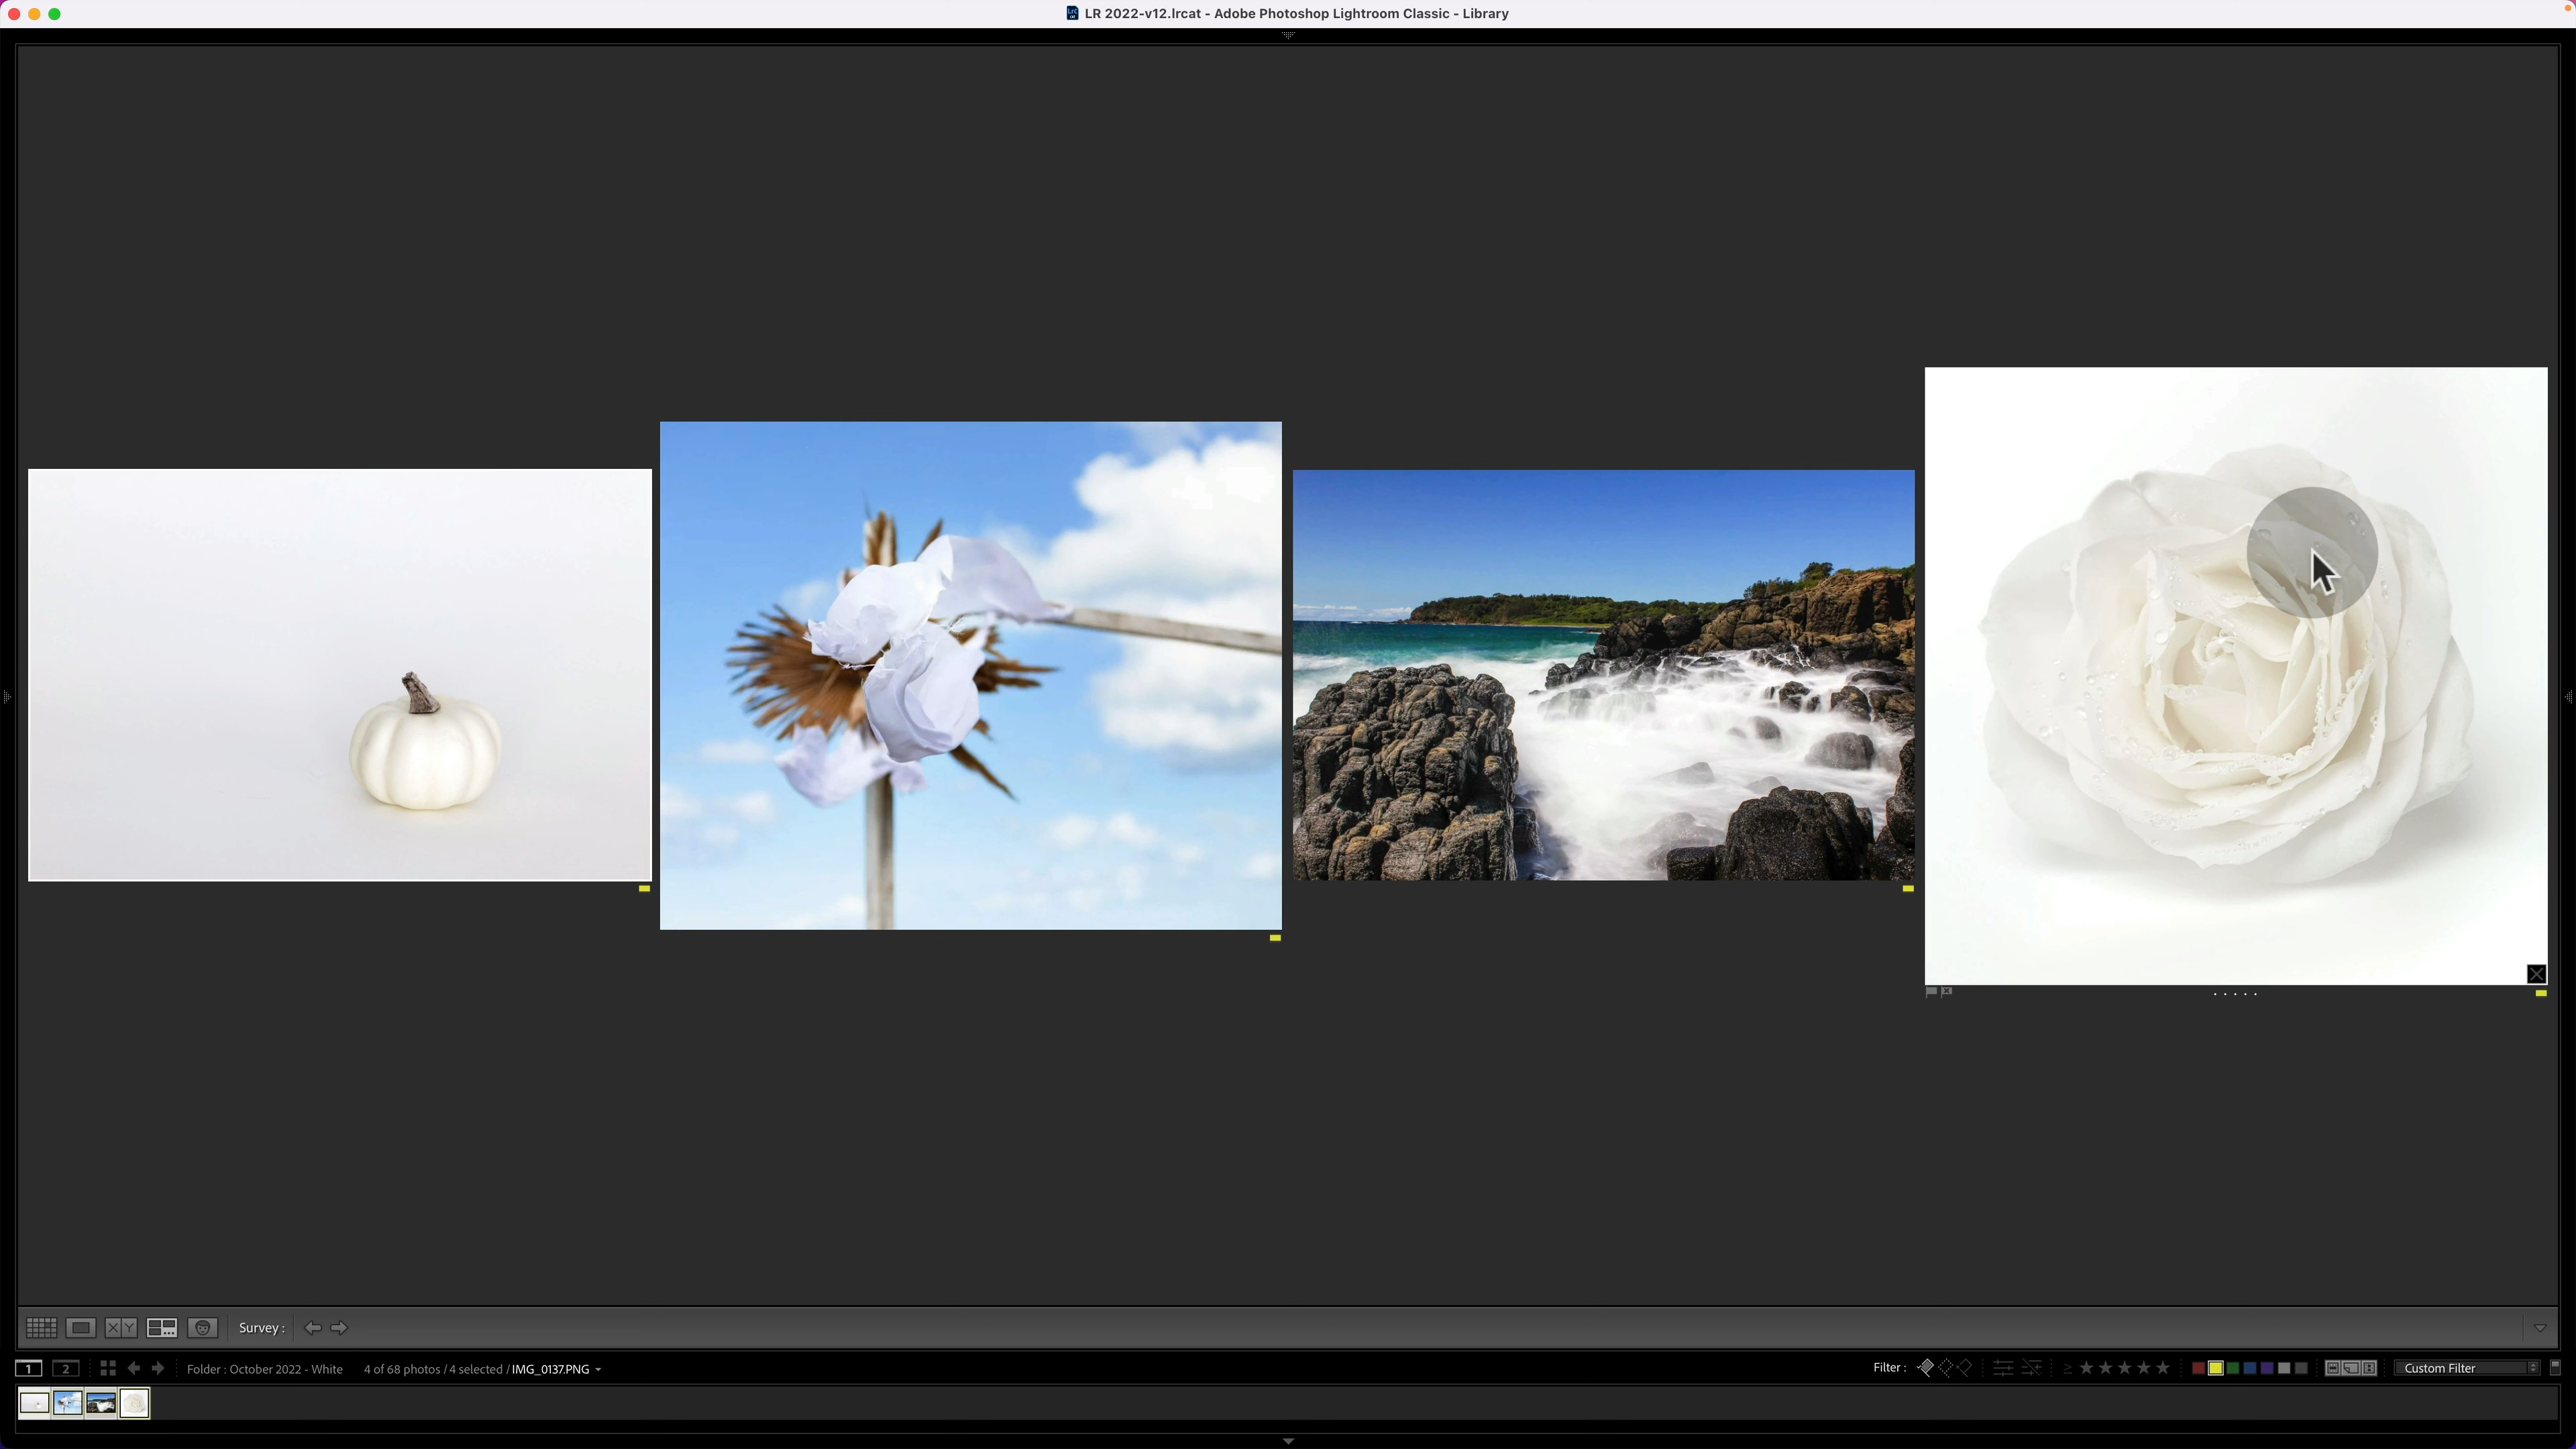 LR 2022-v12.lrcat - Adobe Photoshop Lightroom Classic - Library
X Y
Survey :
1 2 Folder : October 2022 - White 4 of 68 photos / 4 selected / IMG_0137.PNG Filter : ≥ Custom Filter